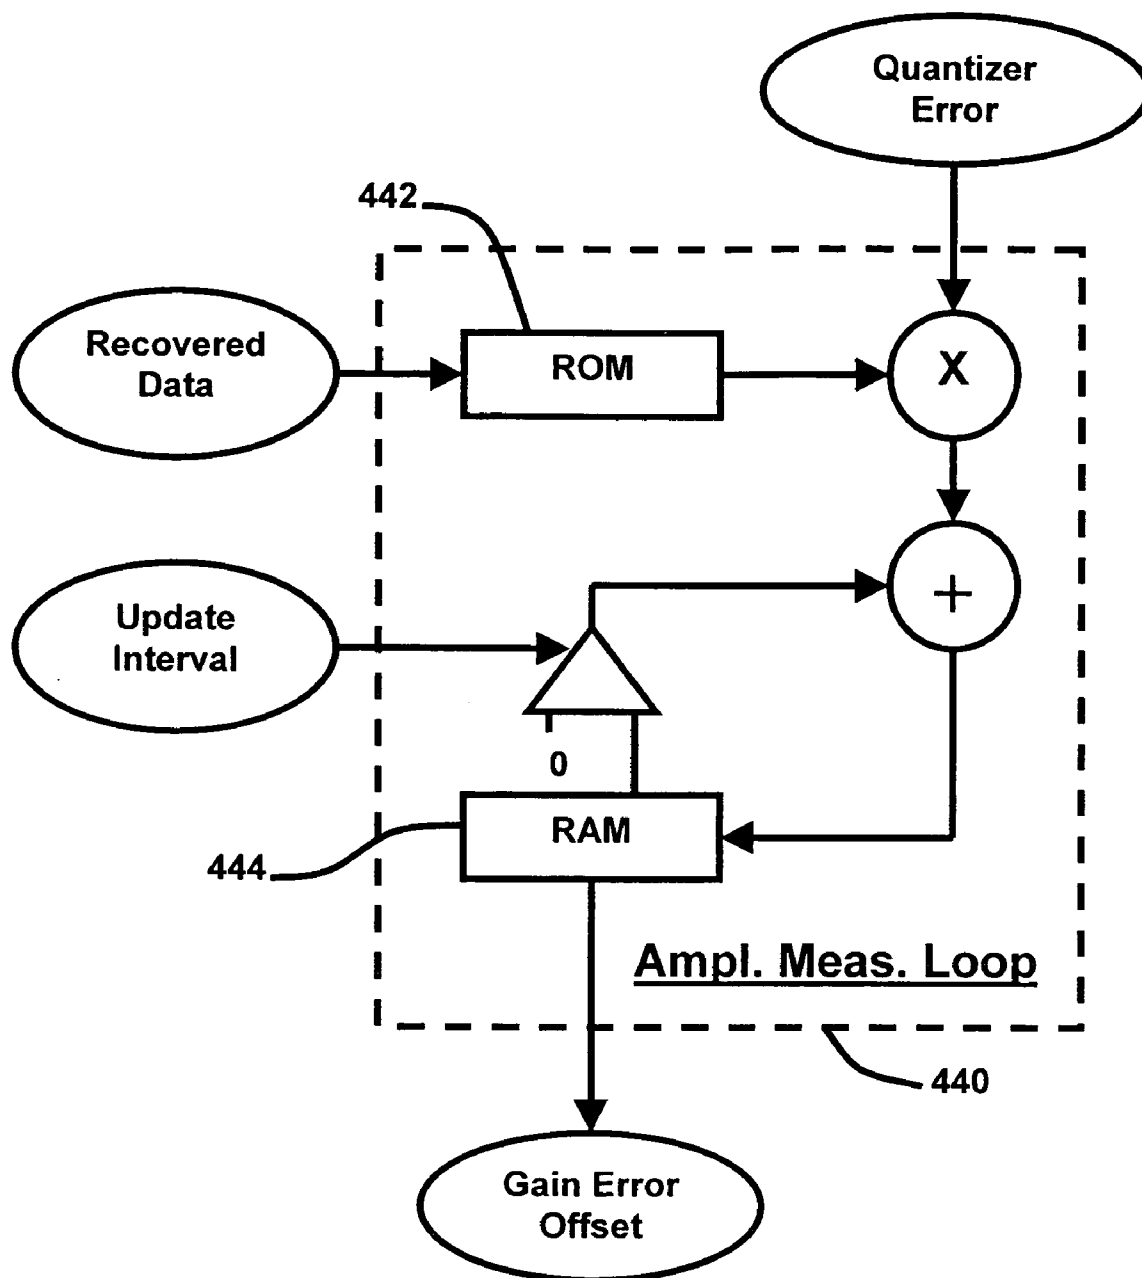 Quantizer
Error
442
Recovered
Data
ROM
X
+
Update
Interval
0
RAM
444
Ampl. Meas. Loop
440
Gain Error
Offset